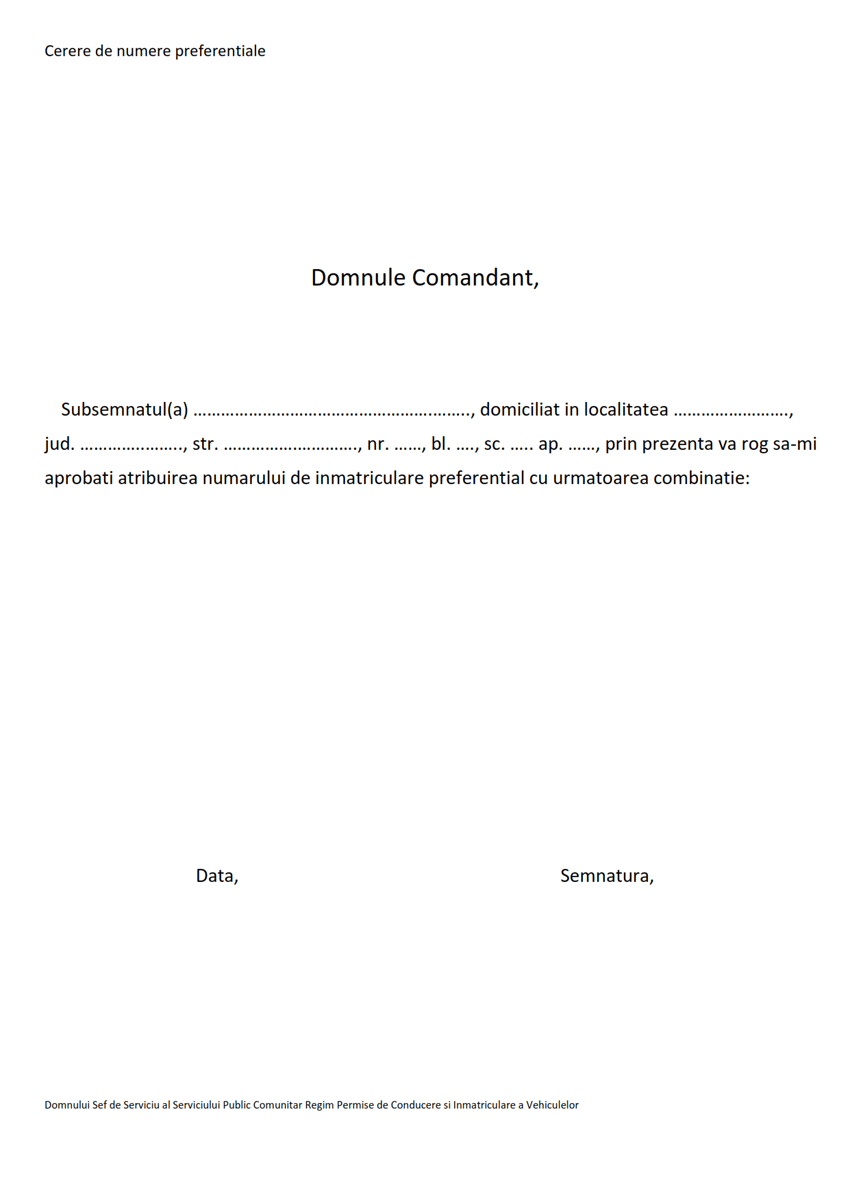 Cerere de numere preferentiale
Domnule Comandant,
Subsemnatul(a) …………………………………………….…….., domiciliat in localitatea …………………….,
jud. …………..…….., str. …………….…………., nr. ……, bl. …., sc. ….. ap. ……, prin prezenta va rog sa-mi
aprobati atribuirea numarului de inmatriculare preferential cu urmatoarea combinatie:
Data, Semnatura,
Domnului Sef de Serviciu al Serviciului Public Comunitar Regim Permise de Conducere si Inmatriculare a Vehiculelor